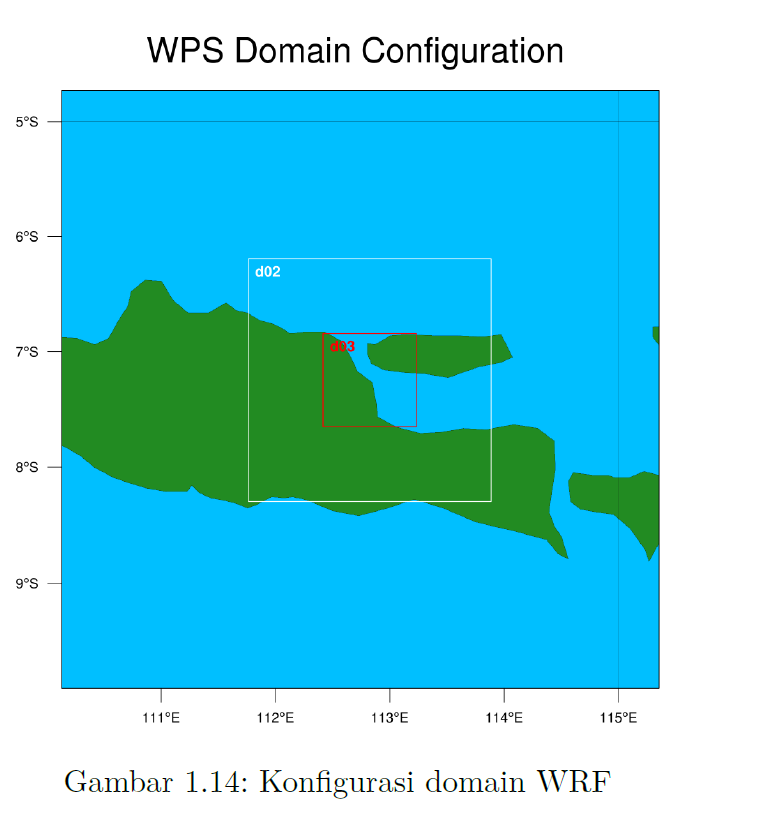 WPS Domain Configuration
5°S
6°S
d02
d03
7°S
8°S
9°S
111°E 112°E 113°E 114°E 115°E
Gambar 1.14: Konfigurasi domain WRF